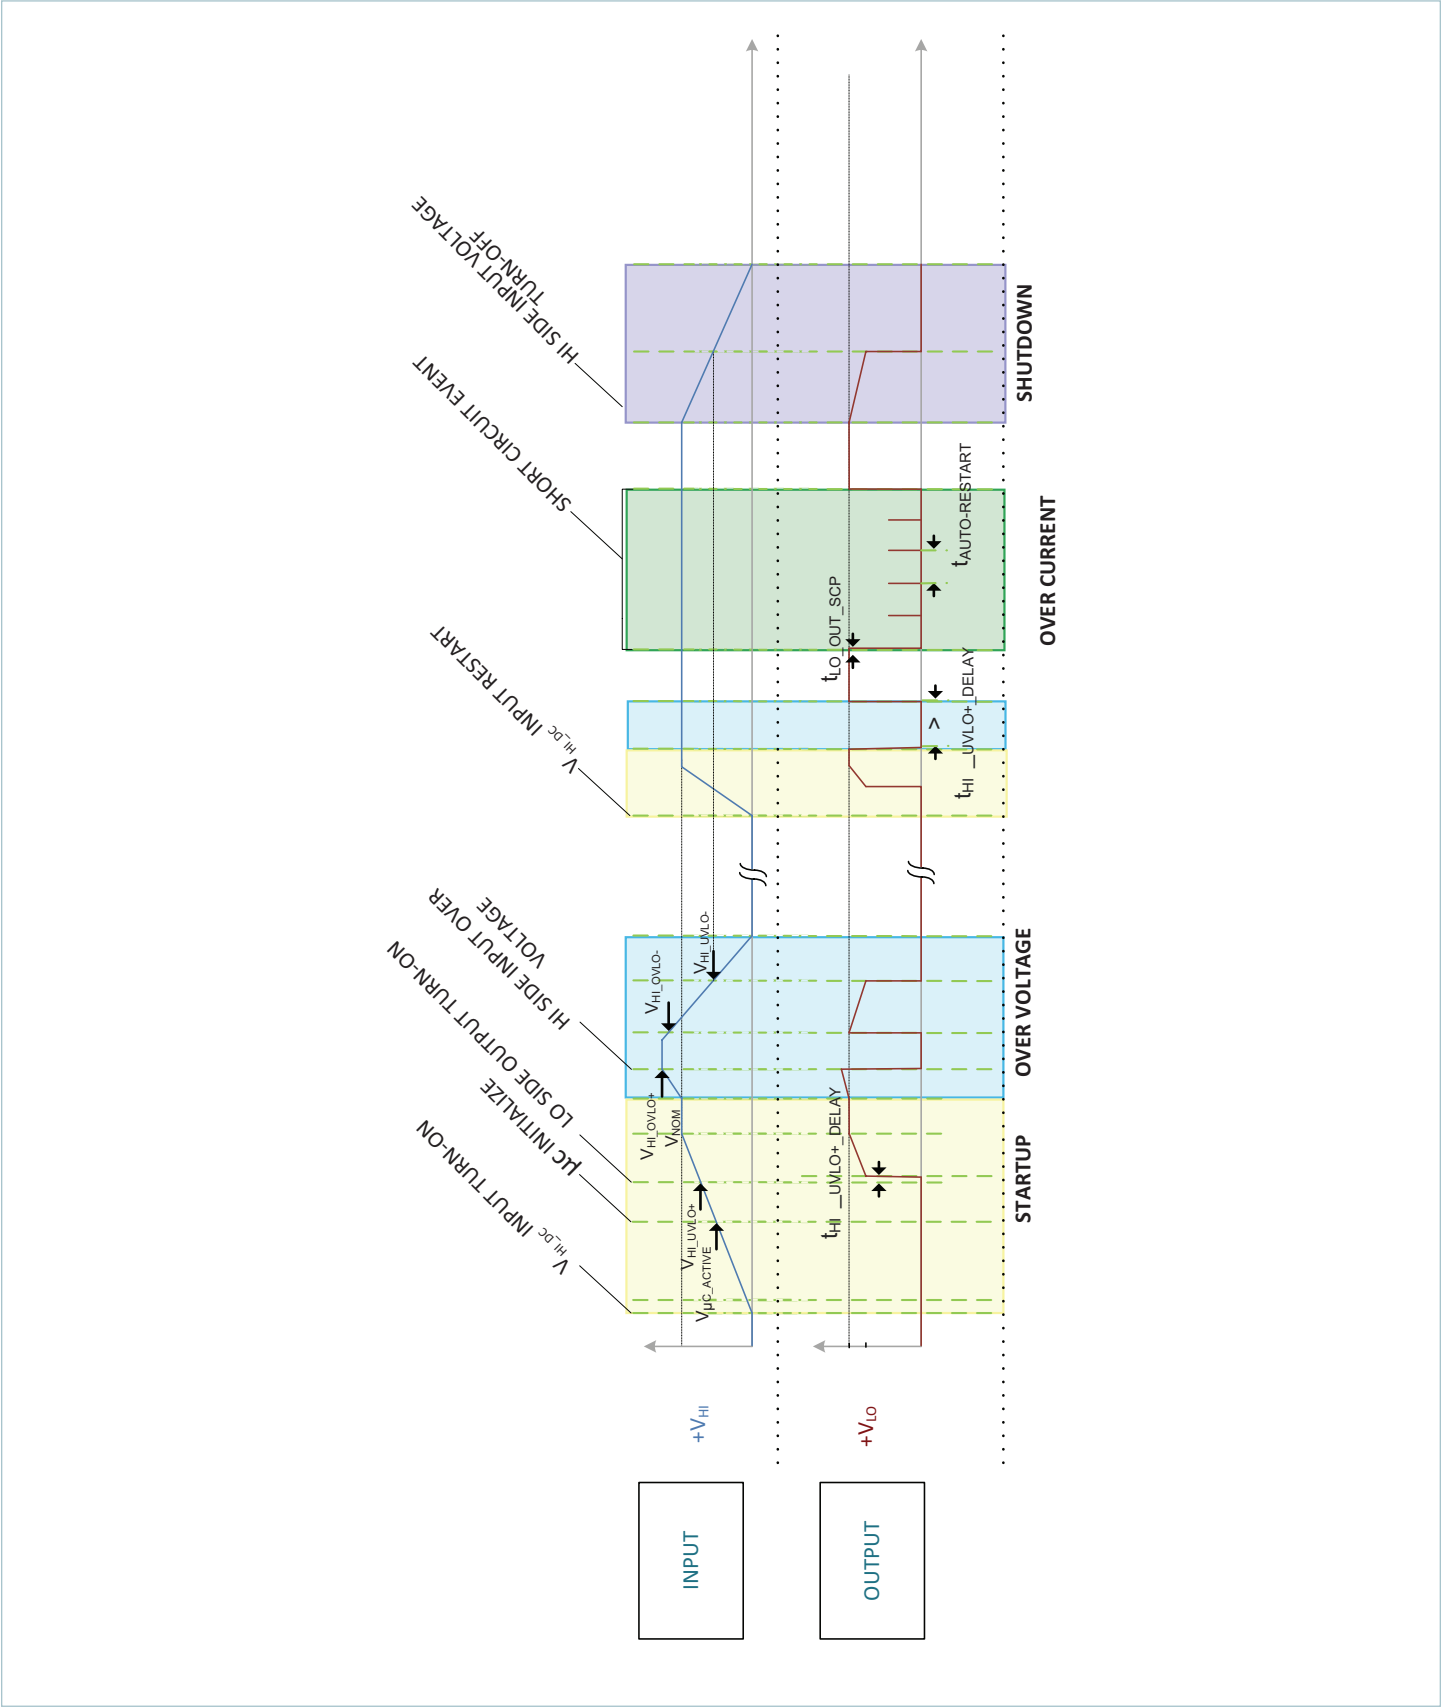 V HI_DC INPUT TURN-ON
µC INITIALIZE
LO SIDE OUTPUT TURN-ON
HI SIDE INPUT OVER
VOLTAGE
V HI_DC INPUT RESTART
SHORT CIRCUIT EVENT
HI SIDE INPUT VOLTAGE
TURN-OFF
INPUT
+VHI
VµC_ACTIVE
VHI_UVLO+
VNOM
VHI_OVLO+
VHI_OVLO-
VHI_UVLO-
OUTPUT
+VLO
tHI _UVLO+_DELAY
tLO_OUT_SCP
>
tHI _UVLO+_DELAY
tAUTO-RESTART
STARTUP
OVER VOLTAGE
OVER CURRENT
SHUTDOWN